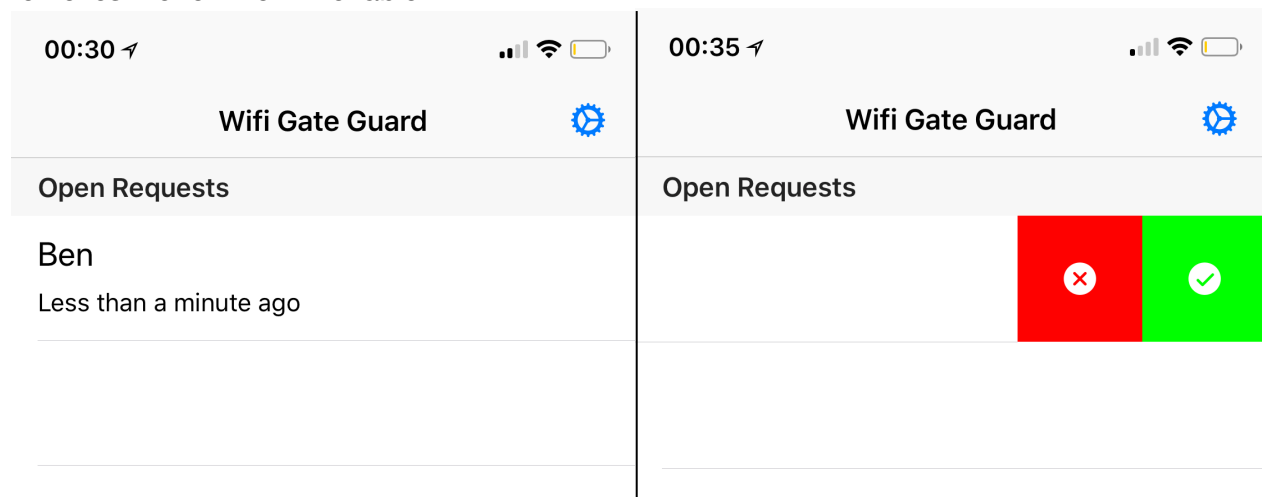 00:30
Wifi Gate Guard
Open Requests
Ben
Less than a minute ago
00:35
Wifi Gate Guard
Open Requests